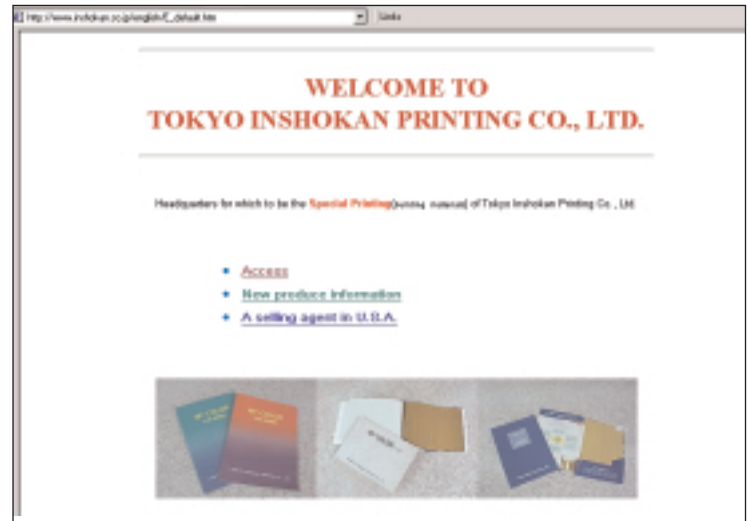 http://www.inshokan.co.jp/english/E_default.htm Links
WELCOME TO
TOKYO INSHOKAN PRINTING CO., LTD.
Headquarters for which to be the Special Printing of Tokyo Inshokan Printing Co., Ltd.
Access
New produce information
A selling agent in U.S.A.